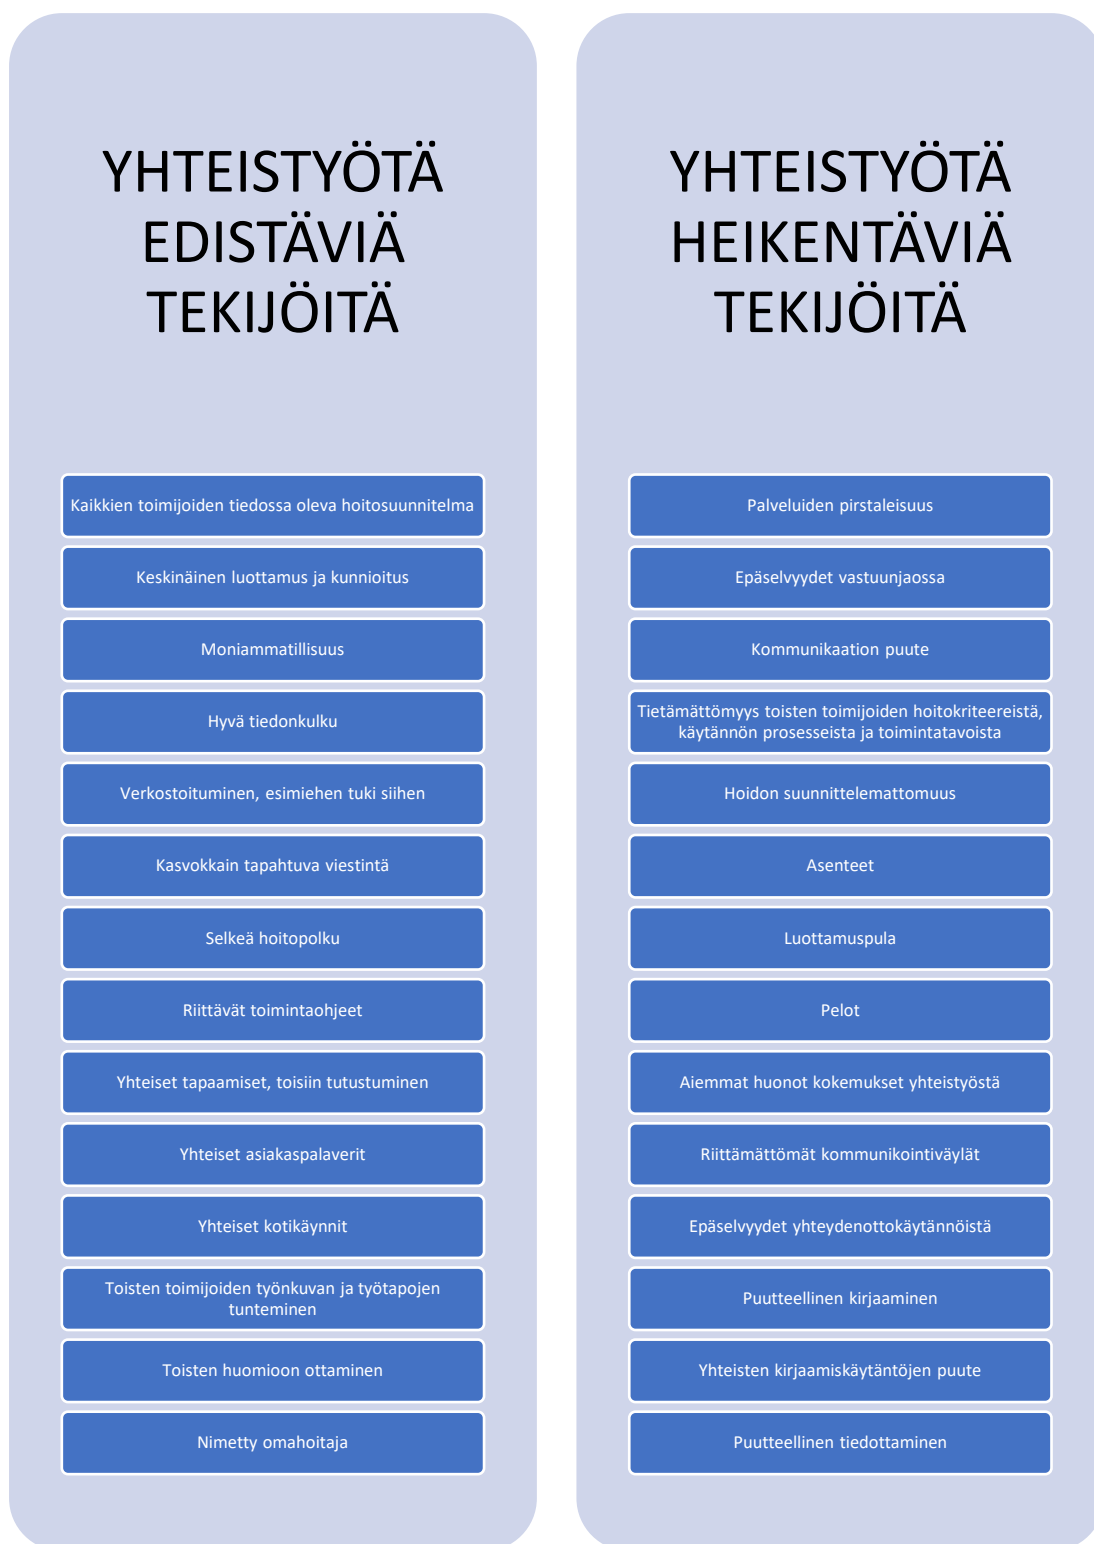 YHTEISTYÖTÄ
EDISTÄVIÄ
TEKIJÖITÄ
Kaikkien toimijoiden tiedossa oleva hoitosuunnitelma
Keskinäinen luottamus ja kunnioitus
Moniammatillisuus
Hyvä tiedonkulku
Verkostoituminen, esimiehen tuki siihen
Kasvokkain tapahtuva viestintä
Selkeä hoitopolku
Riittävät toimintaohjeet
Yhteiset tapaamiset, toisiin tutustuminen
Yhteiset asiakaspalaverit
Yhteiset kotikäynnit
Toisten toimijoiden työnkuvan ja työtapojen
tunteminen
Toisten huomioon ottaminen
Nimetty omahoitaja
YHTEISTYÖTÄ
HEIKENTÄVIÄ
TEKIJÖITÄ
Palveluiden pirstaleisuus
Epäselvyydet vastuunjaossa
Kommunikaation puute
Tietämättömyys toisten toimijoiden hoitokriteereistä,
käytännön prosesseista ja toimintatavoista
Hoidon suunnittelemattomuus
Asenteet
Luottamuspula
Pelot
Aiemmat huonot kokemukset yhteistyöstä
Riittämättömät kommunikointiväylät
Epäselvyydet yhteydenottokäytännöistä
Puutteellinen kirjaaminen
Yhteisten kirjaamiskäytäntöjen puute
Puutteellinen tiedottaminen